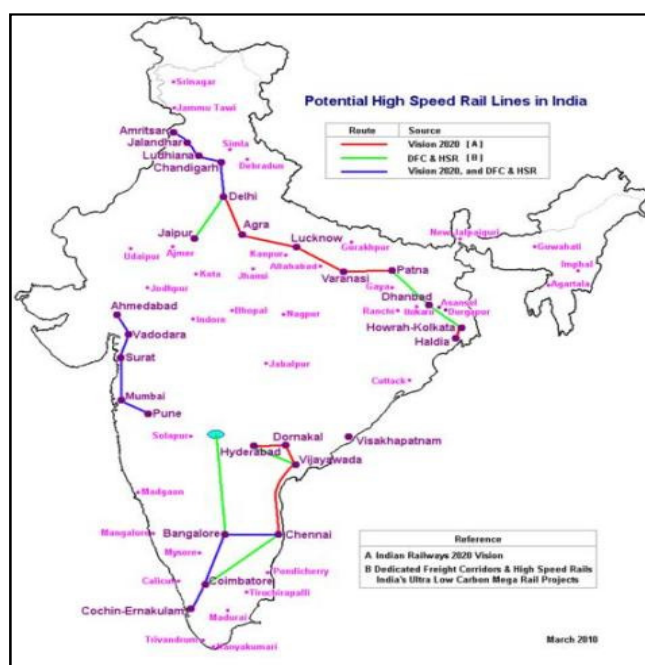 Potential High Speed Rail Lines in India
Route Source
Vision 2020 [A]
DFC & HSR [B]
Vision 2020, and DFC & HSR
Srinagar
Jammu Tawi
Amritsar
Jalandhar
Ludhiana
Simla
Chandigarh
Dehradun
Delhi
Jaipur
Agra
Lucknow
New Jalpaiguri
Gorakhpur
Guwahati
Udaipur
Ajmer
Kanpur
Allahabad
Imphal
Kota
Jhansi
Varanasi
Patna
Gaya
Agartala
Jodhpur
Dhanbad
Ahmedabad
Bhopal
Nagpur
Ranchi
Asansol
Durgapur
Indore
Vadodara
Howrah-Kolkata
Haldia
Surat
Jabalpur
Cuttack
Mumbai
Pune
Solapur
Dornakal
Visakhapatnam
Hyderabad
Vijayawada
Madgaon
Mangalore
Bangalore
Chennai
Mysore
Pondicherry
Calicut
Coimbatore
Tiruchirapalli
Cochin-Ernakulam
Madurai
Trivandrum
Kanyakumari
Reference
A Indian Railways 2020 Vision
B Dedicated Freight Corridors & High Speed Rails
India's Ultra Low Carbon Mega Rail Projects
March 2010